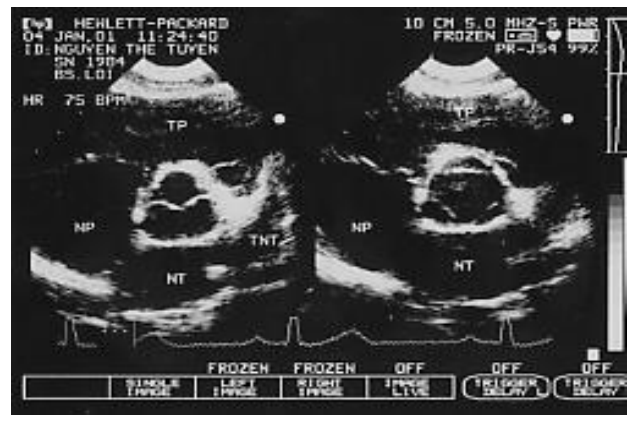 [hp] HEWLETT-PACKARD
04 JAN,01 11:24:40
ID:NGUYEN THE TUYEN
SN 1984
BS.LOI
HR 75 BPM
10 CM 5.0 MHZ-S PWR
FROZEN
PR-J54 99%
TP
TP
NP
TNT
NT
NP
NT
FROZEN FROZEN OFF OFF OFF
SINGLE IMAGE
LEFT IMAGE
RIGHT IMAGE
IMAGE LIVE
TRIGGER DELAY
TRIGGER DELAY